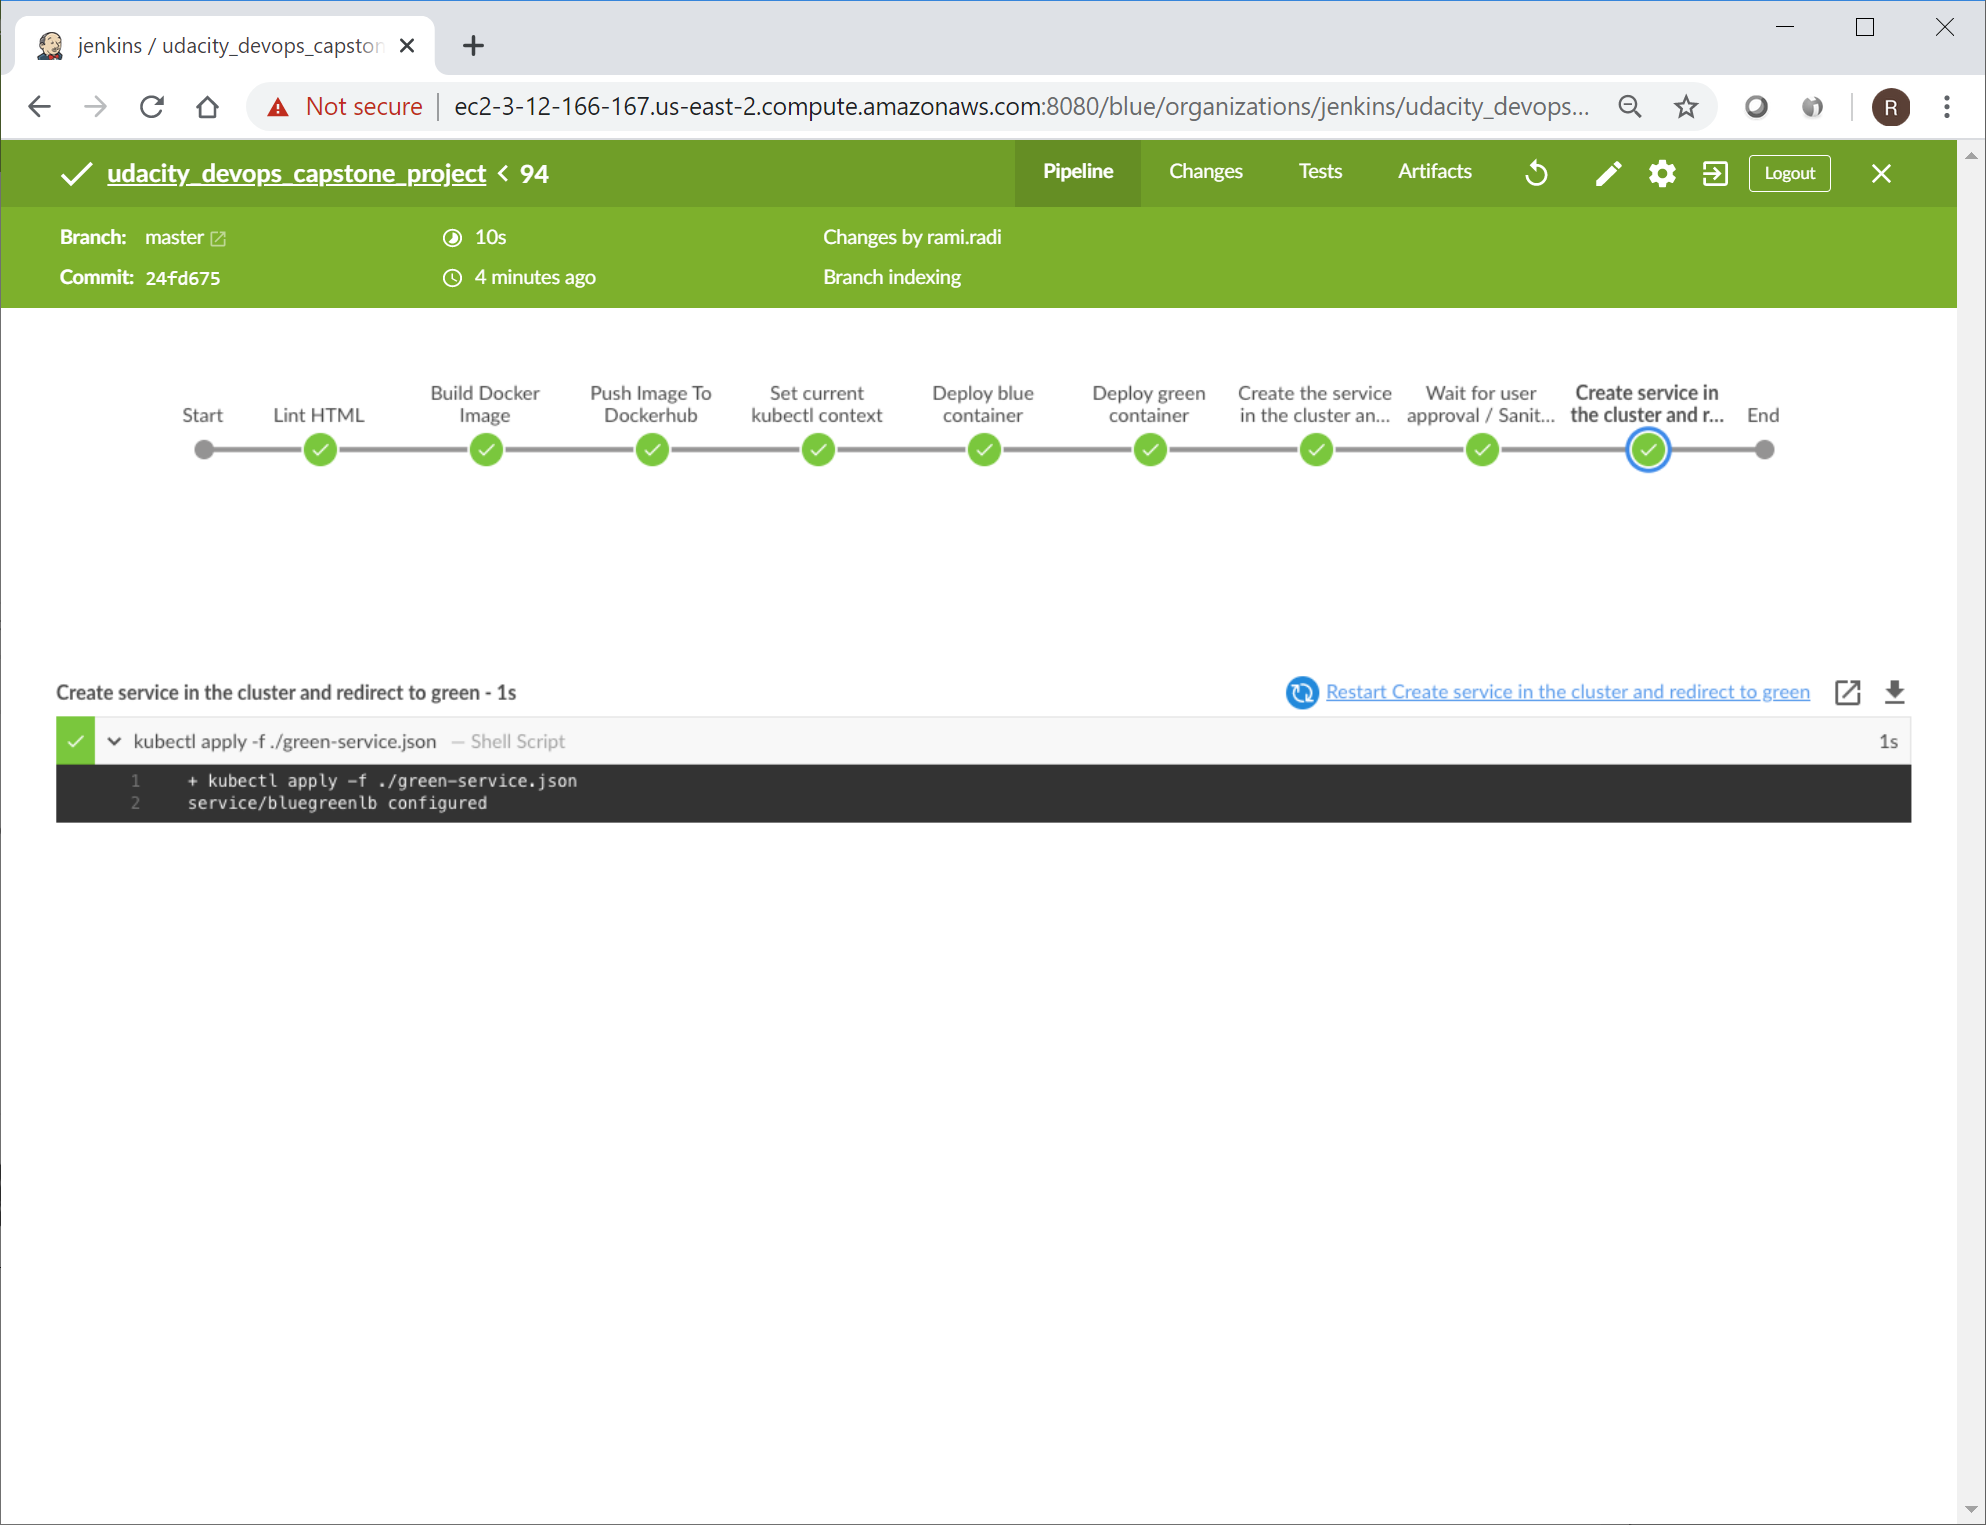 jenkins / udacity_devops_capston
Not secure
ec2-3-12-166-167.us-east-2.compute.amazonaws.com:8080/blue/organizations/jenkins/udacity_devops...
R
udacity_devops_capstone_project < 94
Pipeline
Changes
Tests
Artifacts
Logout
Branch: master
10s
Changes by rami.radi
Commit: 24fd675
4 minutes ago
Branch indexing
Start
Lint HTML
Build Docker
Image
Push Image To
Dockerhub
Set current
kubectl context
Deploy blue
container
Deploy green
container
Create the service
in the cluster an...
Wait for user
approval / Sanit...
Create service in
the cluster and r...
End
Create service in the cluster and redirect to green - 1s
Restart Create service in the cluster and redirect to green
kubectl apply -f ./green-service.json — Shell Script
1s
1 + kubectl apply -f ./green-service.json
2 service/bluegreenlb configured